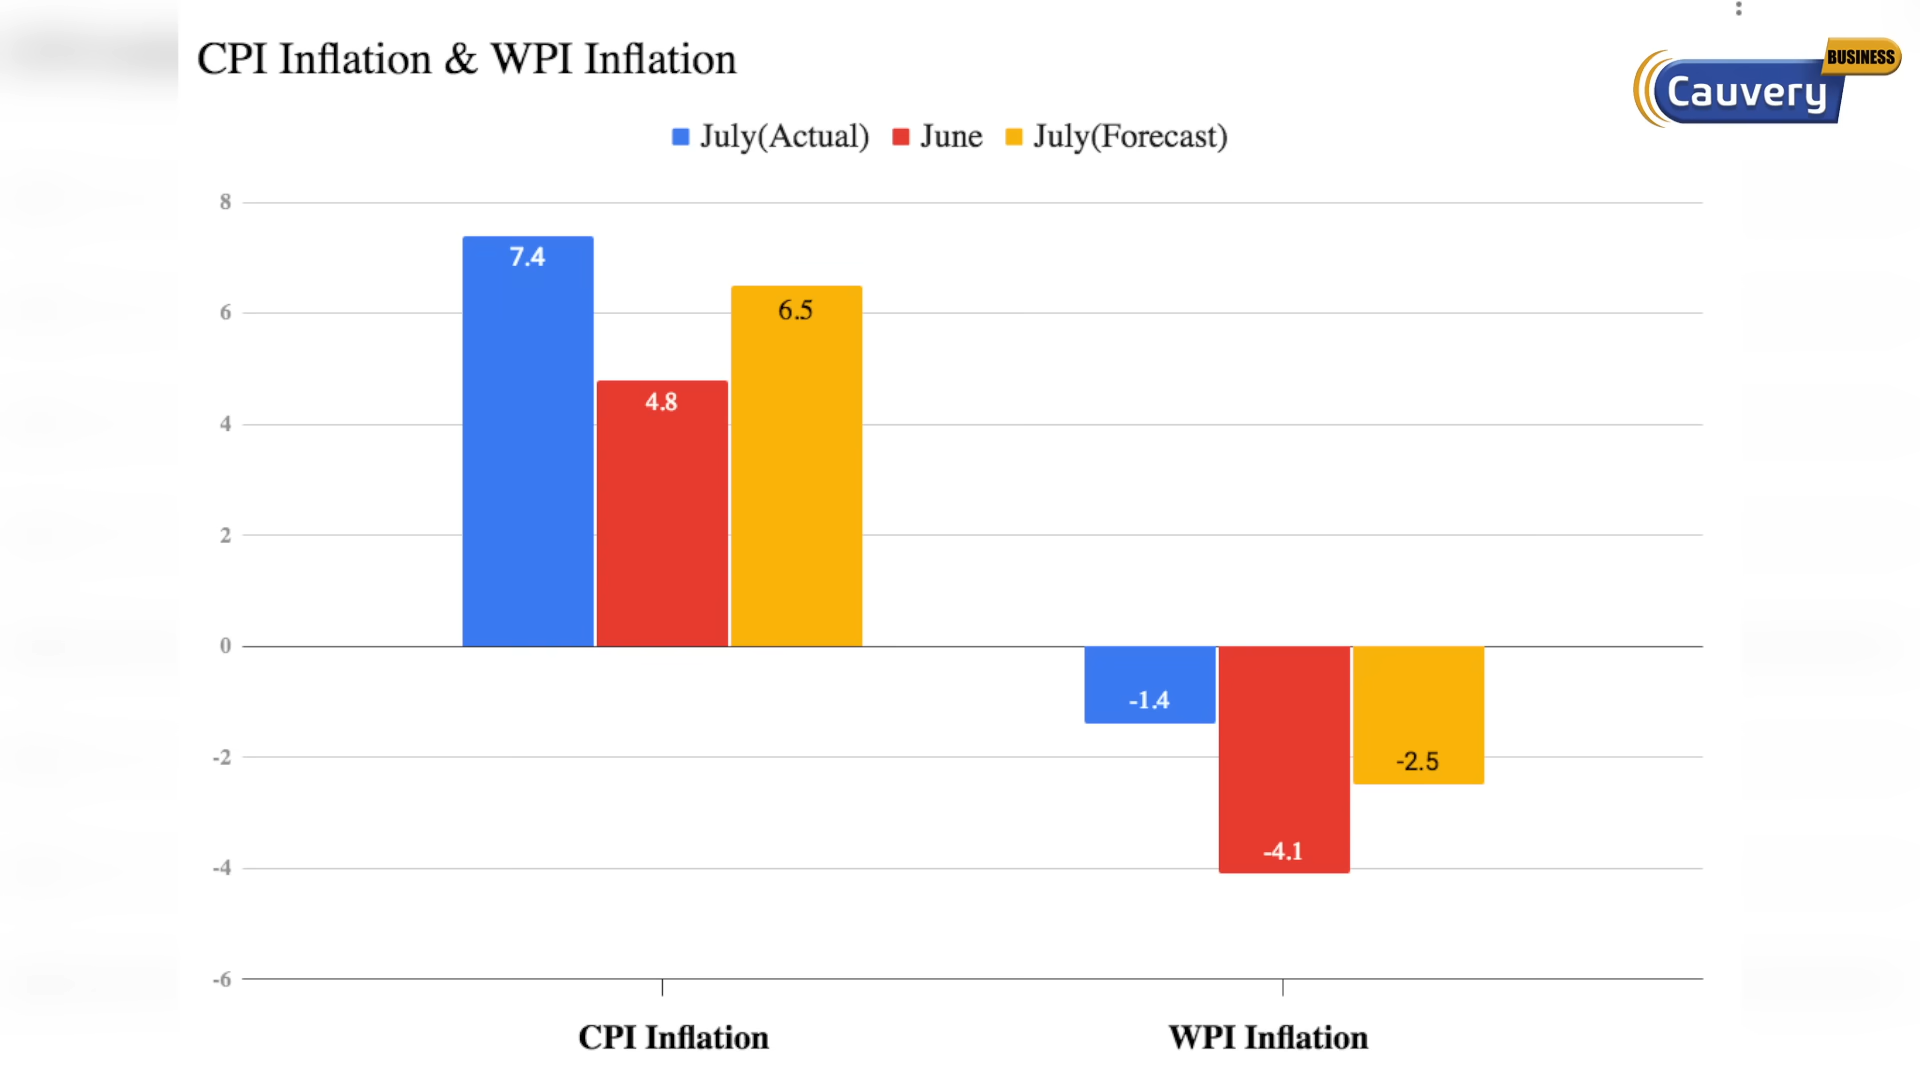 CPI Inflation & WPI Inflation
BUSINESS
Cauvery
July(Actual) June July(Forecast)
8
7.4
6.5
6
4.8
4
2
0
-1.4
-2
-2.5
-4.1
-4
-6
CPI Inflation WPI Inflation